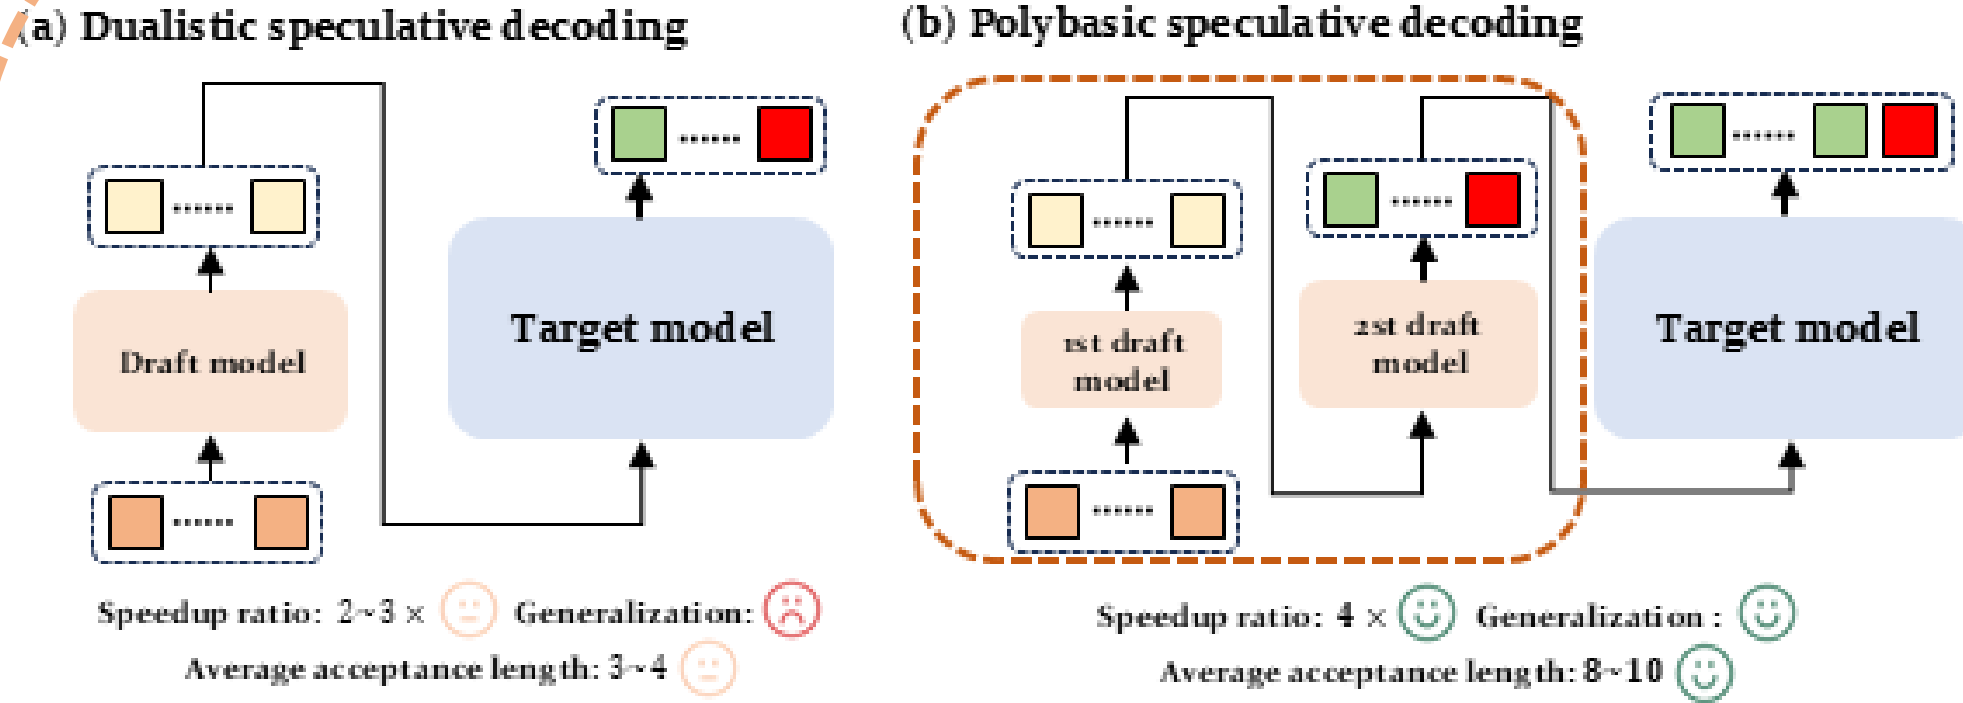 (a) Dualistic speculative decoding
Draft model
Target model
Speedup ratio: 2~3 × Generalization:
Average acceptance length: 3~4
(b) Polybasic speculative decoding
1st draft
model
2st draft
model
Target model
Speedup ratio: 4 × Generalization :
Average acceptance length: 8~10